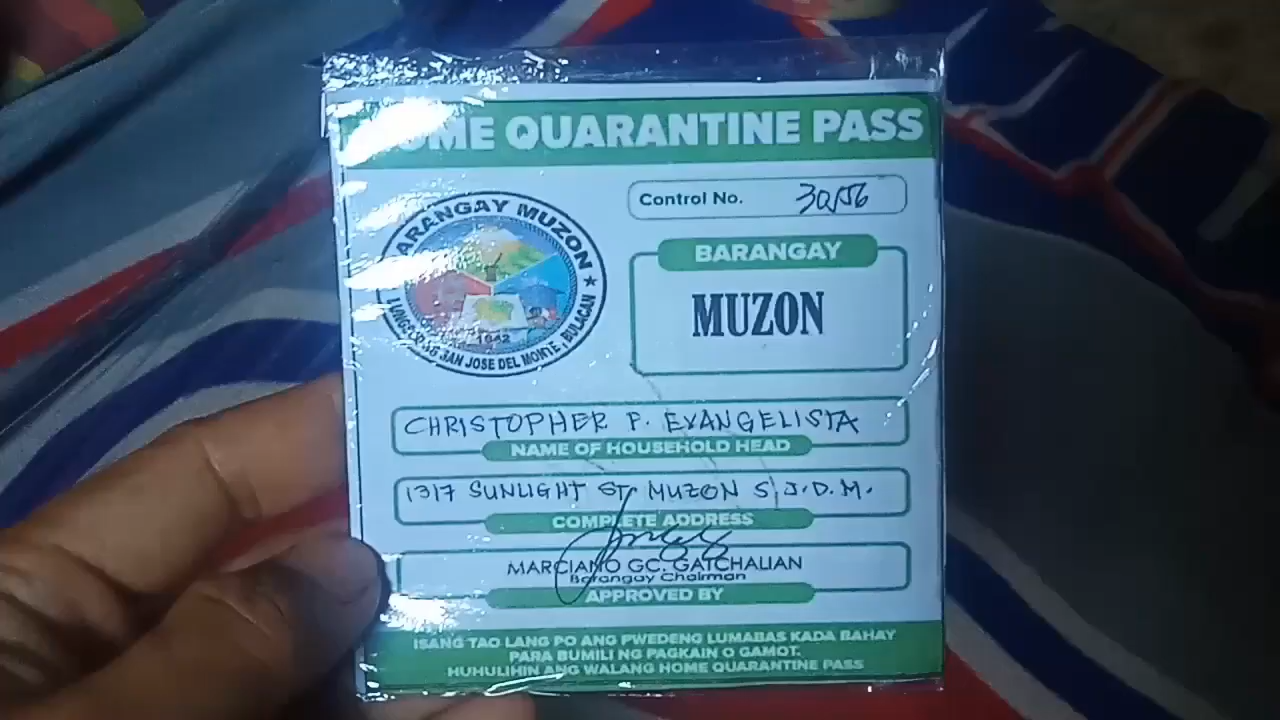 HOME QUARANTINE PASS
Control No. 30156
BARANGAY MUZON
LUNGSOD NG SAN JOSE DEL MONTE, BULACAN
1942
BARANGAY
MUZON
CHRISTOPHER P. EVANGELISTA
NAME OF HOUSEHOLD HEAD
1317 SUNLIGHT ST. MUZON S.J.D.M.
COMPLETE ADDRESS
MARCIANO GC. GATCHALIAN
Barangay Chairman
APPROVED BY
ISANG TAO LANG PO ANG PWEDENG LUMABAS KADA BAHAY
PARA BUMILI NG PAGKAIN O GAMOT.
HUHULIHIN ANG WALANG HOME QUARANTINE PASS